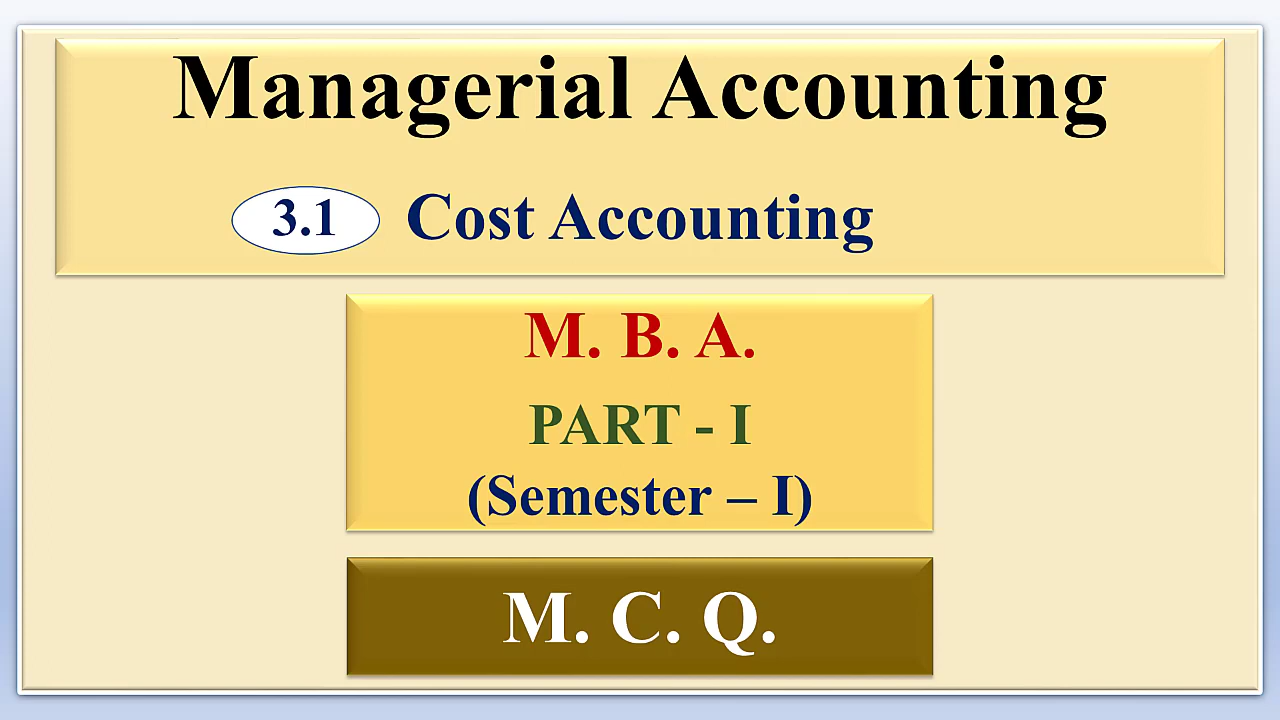 Managerial Accounting
3.1 Cost Accounting
M. B. A.
PART - I
(Semester – I)
M. C. Q.